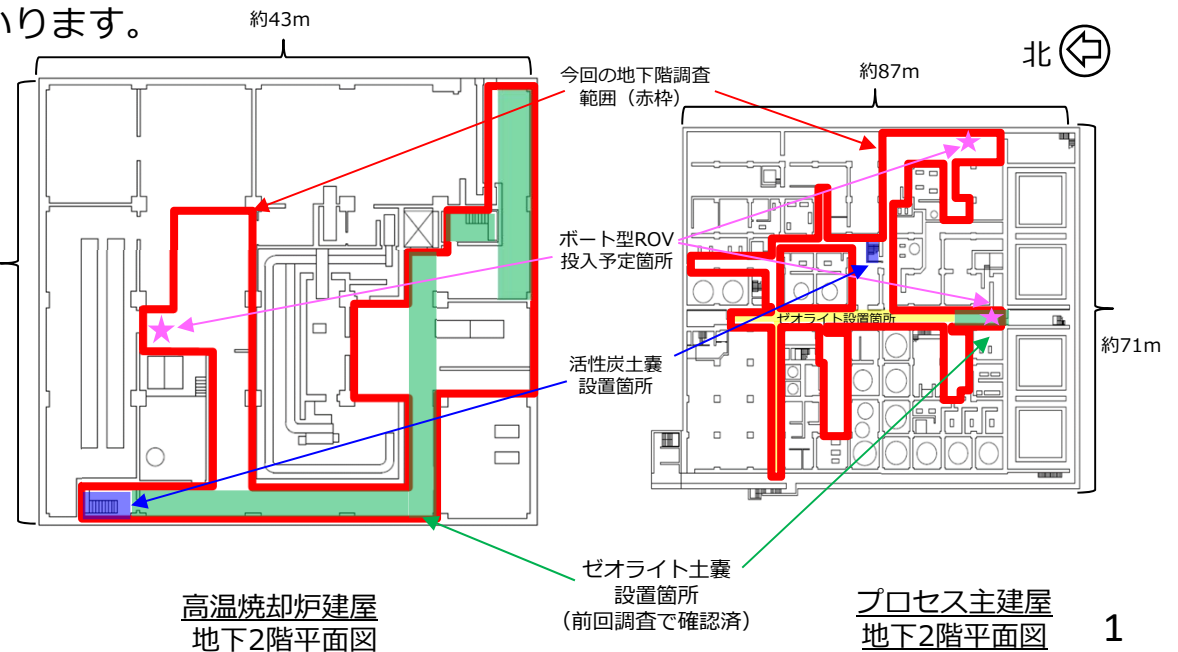 いります。
約43m
北
今回の地下階調査
範囲（赤枠）
約87m
ボート型ROV
投入予定箇所
ゼオライト設置箇所
約71m
活性炭土嚢
設置箇所
ゼオライト土嚢
設置箇所
（前回調査で確認済）
高温焼却炉建屋
地下2階平面図
プロセス主建屋
地下2階平面図
1